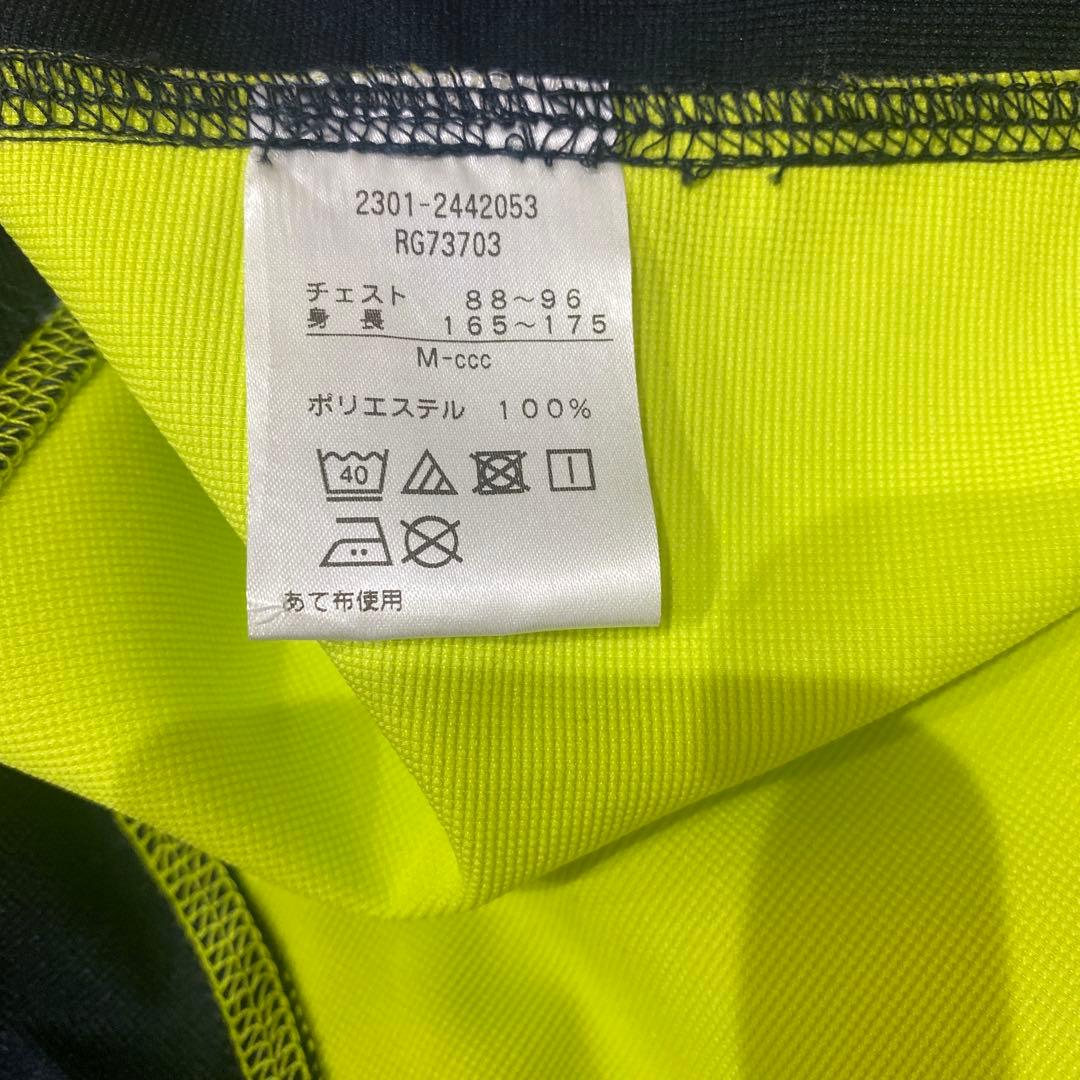 2301-2442053
RG73703
チェスト 88〜96
身長 165〜175
M-ccc
ポリエステル 100%
40
あて布使用